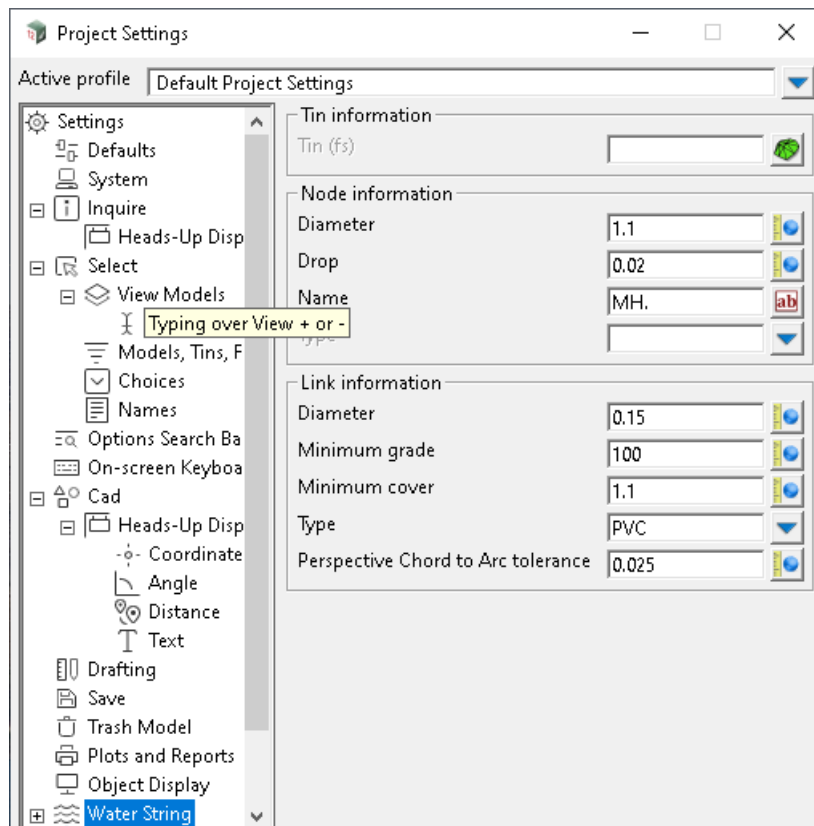 Project Settings
Active profile
Default Project Settings
Settings
Defaults
System
Inquire
Heads-Up Disp
Select
View Models
Typing over View + or -
Models, Tins, F
Choices
Names
Options Search Ba
On-screen Keyboa
Cad
Heads-Up Disp
Coordinate
Angle
Distance
Text
Drafting
Save
Trash Model
Plots and Reports
Object Display
Water String
Tin information
Tin (fs)
Node information
Diameter 1.1
Drop 0.02
Name MH. ab
Type
Link information
Diameter 0.15
Minimum grade 100
Minimum cover 1.1
Type PVC
Perspective Chord to Arc tolerance 0.025